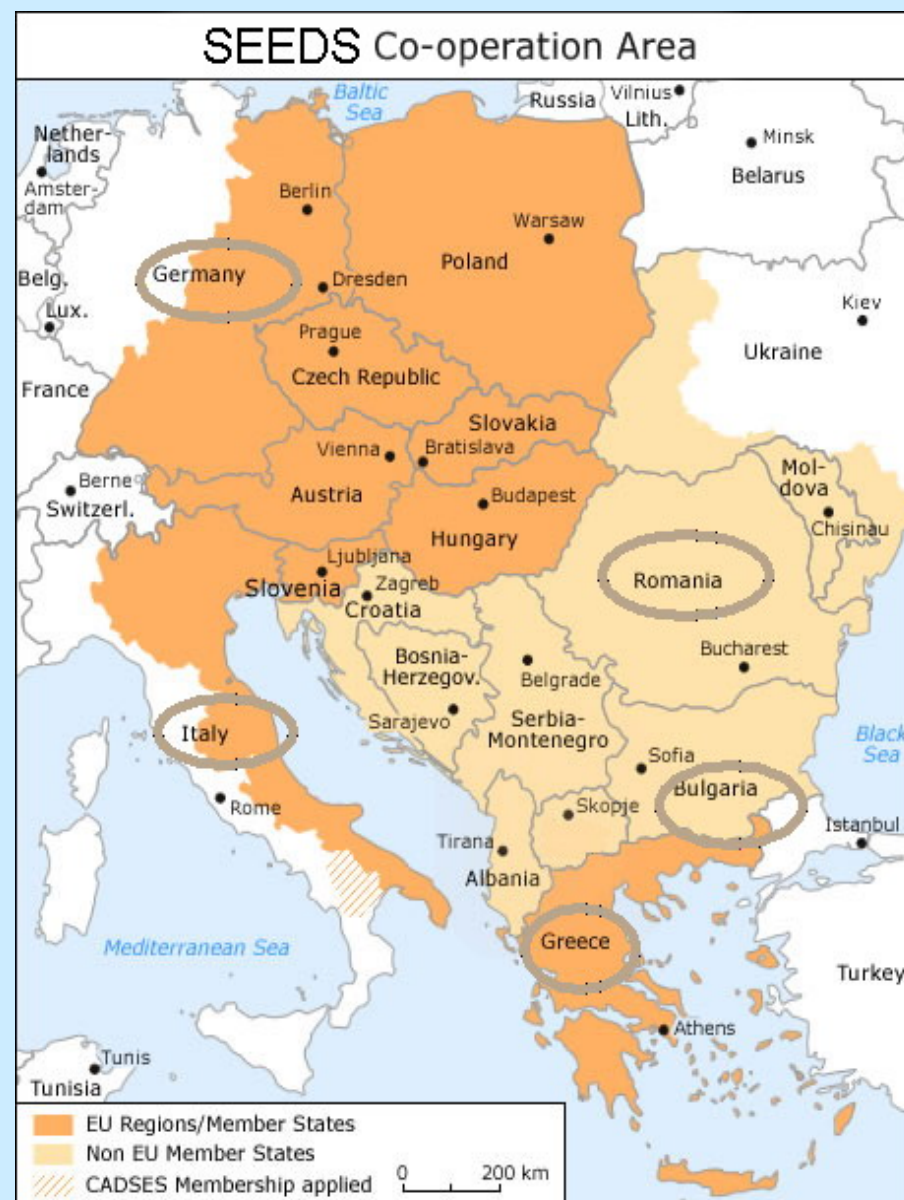 SEEDS Co-operation Area
Baltic
Sea
Russia
Vilnius
Lith.
Nether-
lands
Amster-
dam
Minsk
Belarus
Berlin
Warsaw
Poland
Germany
Dresden
Belg.
Lux.
Kiev
Ukraine
Prague
Czech Republic
France
Slovakia
Vienna
Bratislava
Berne
Switzerl.
Austria
Budapest
Hungary
Mol-
dova
Chisinau
Ljubljana
Slovenia
Zagreb
Croatia
Romania
Bosnia-
Herzegov.
Belgrade
Bucharest
Sarajevo
Serbia-
Montenegro
Italy
Sofia
Black
Sea
Bulgaria
Rome
Skopje
Istanbul
Tirana
Albania
Mediterranean Sea
Greece
Turkey
Athens
Tunis
Tunisia
EU Regions/Member States
Non EU Member States
CADSES Membership applied
0 200 km